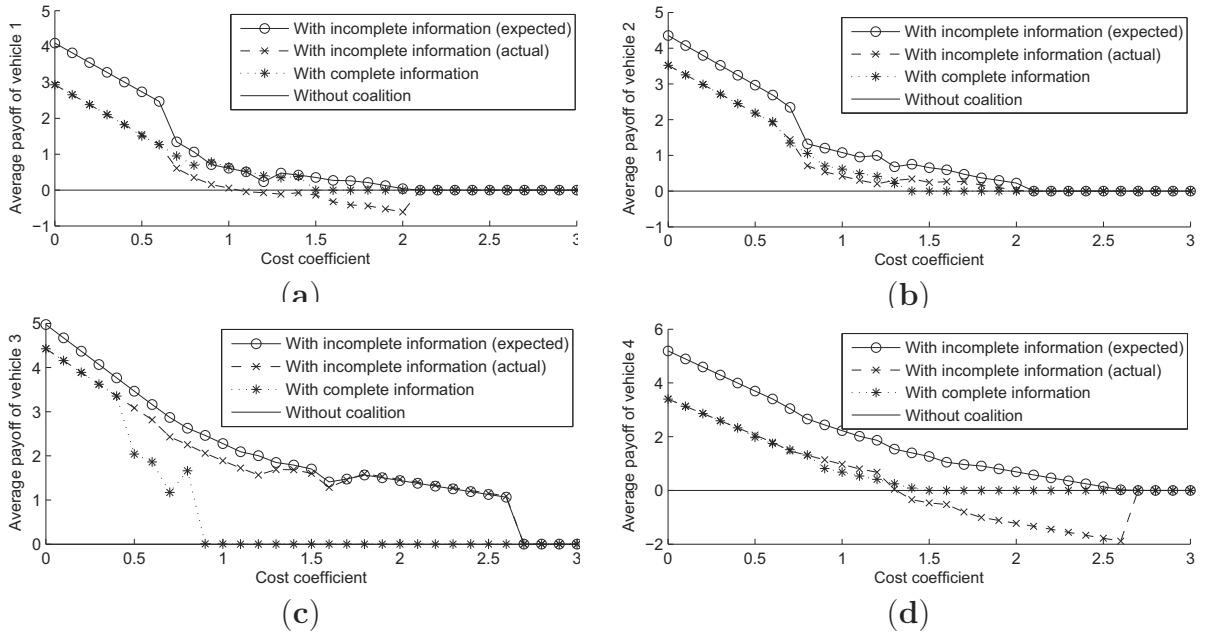 5
4
3
2
1
0
−1
Average payoff of vehicle 1
With incomplete information (expected)
With incomplete information (actual)
With complete information
Without coalition
0 0.5 1 1.5 2 2.5 3
Cost coefficient
(a)
5
4
3
2
1
0
−1
Average payoff of vehicle 2
With incomplete information (expected)
With incomplete information (actual)
With complete information
Without coalition
0 0.5 1 1.5 2 2.5 3
Cost coefficient
(b)
5
4
3
2
1
0
Average payoff of vehicle 3
With incomplete information (expected)
With incomplete information (actual)
With complete information
Without coalition
0 0.5 1 1.5 2 2.5 3
Cost coefficient
(c)
6
4
2
0
−2
Average payoff of vehicle 4
With incomplete information (expected)
With incomplete information (actual)
With complete information
Without coalition
0 0.5 1 1.5 2 2.5 3
Cost coefficient
(d)